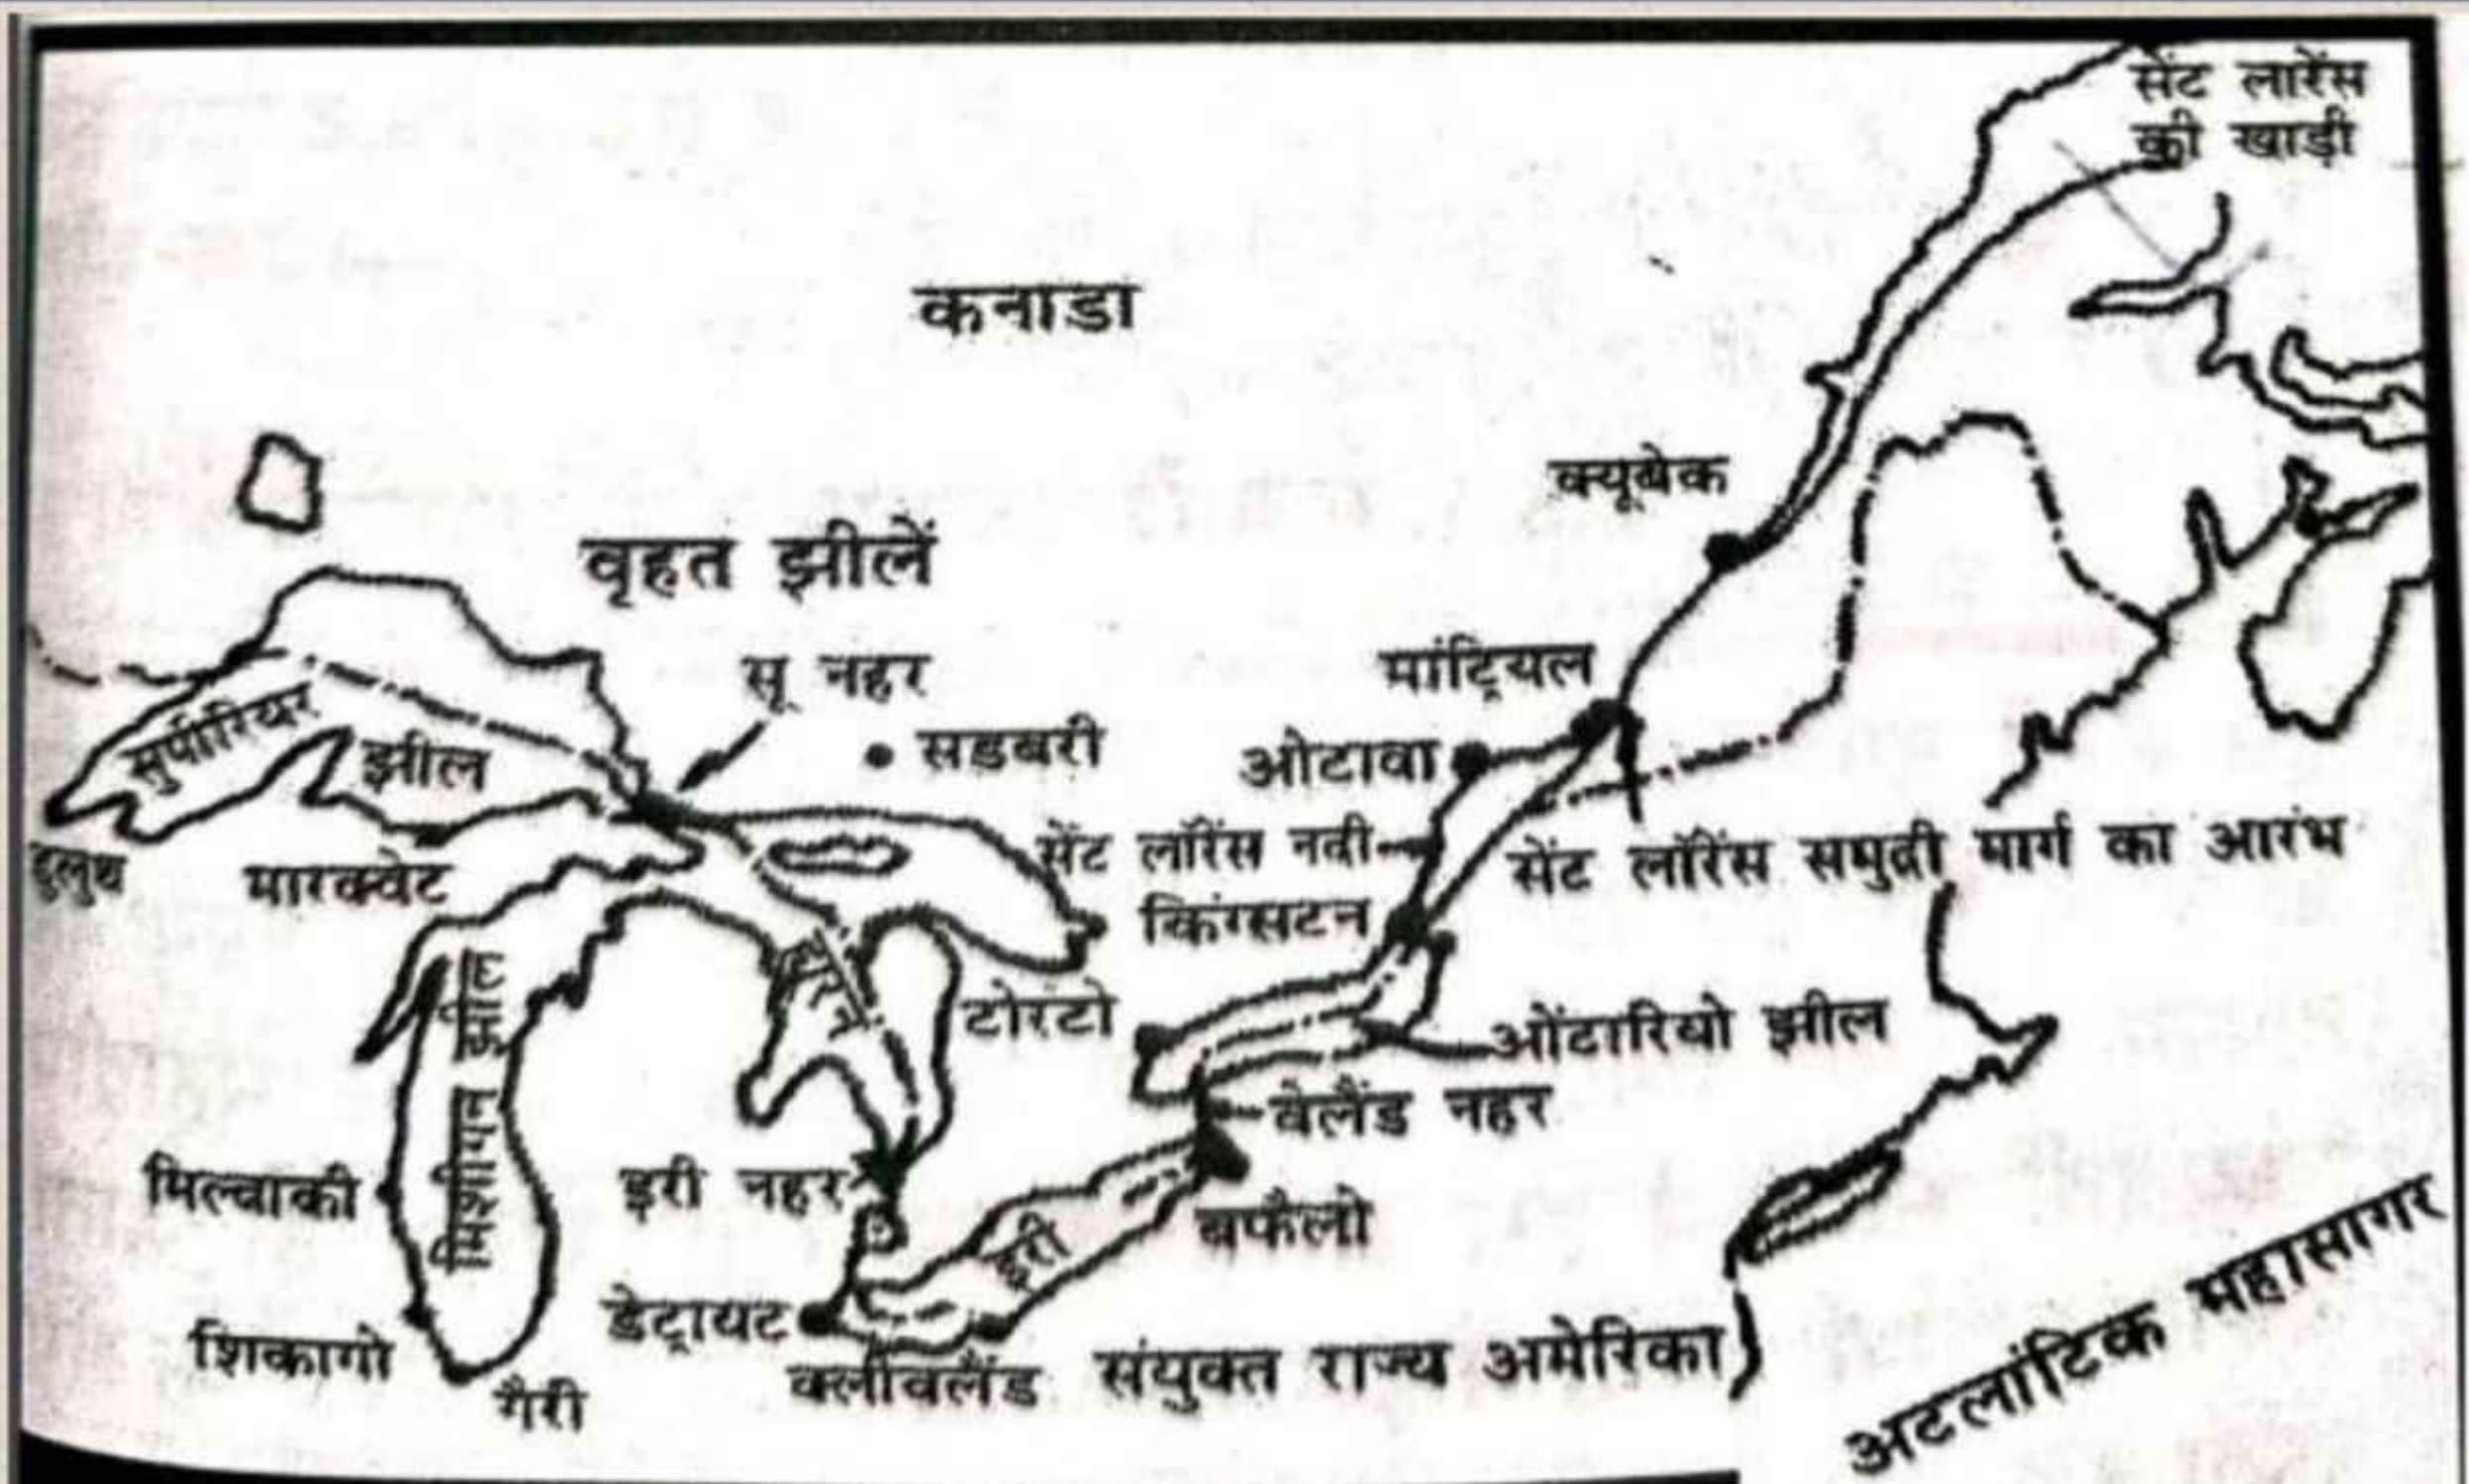 सेंट लारेंस
की खाड़ी
कनाडा
क्यूबेक
वृहत झीलें
सू नहर
मांट्रियल
सुपीरियर
झील
सडबरी
ओटावा
डुलुथ
मारक्वेट
सेंट लॉरेंस नदी
सेंट लॉरेंस समुद्री मार्ग का आरंभ
किंग्सटन
मिशीगन झील
टोरंटो
ओंटारियो झील
वेलैंड नहर
मिल्वाकी
इरी नहर
बफैलो
इरी
डेट्रायट
शिकागो
क्लीवलैंड
संयुक्त राज्य अमेरिका
गैरी
अटलांटिक महासागर